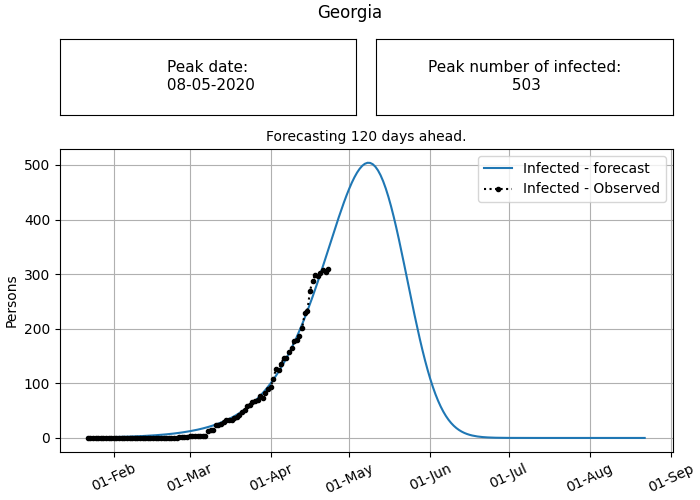 Georgia
Peak date:
08-05-2020
Peak number of infected:
503
Forecasting 120 days ahead.
500
400
300
200
100
0
Persons
Infected - forecast
Infected - Observed
01-Feb
01-Mar
01-Apr
01-May
01-Jun
01-Jul
01-Aug
01-Sep